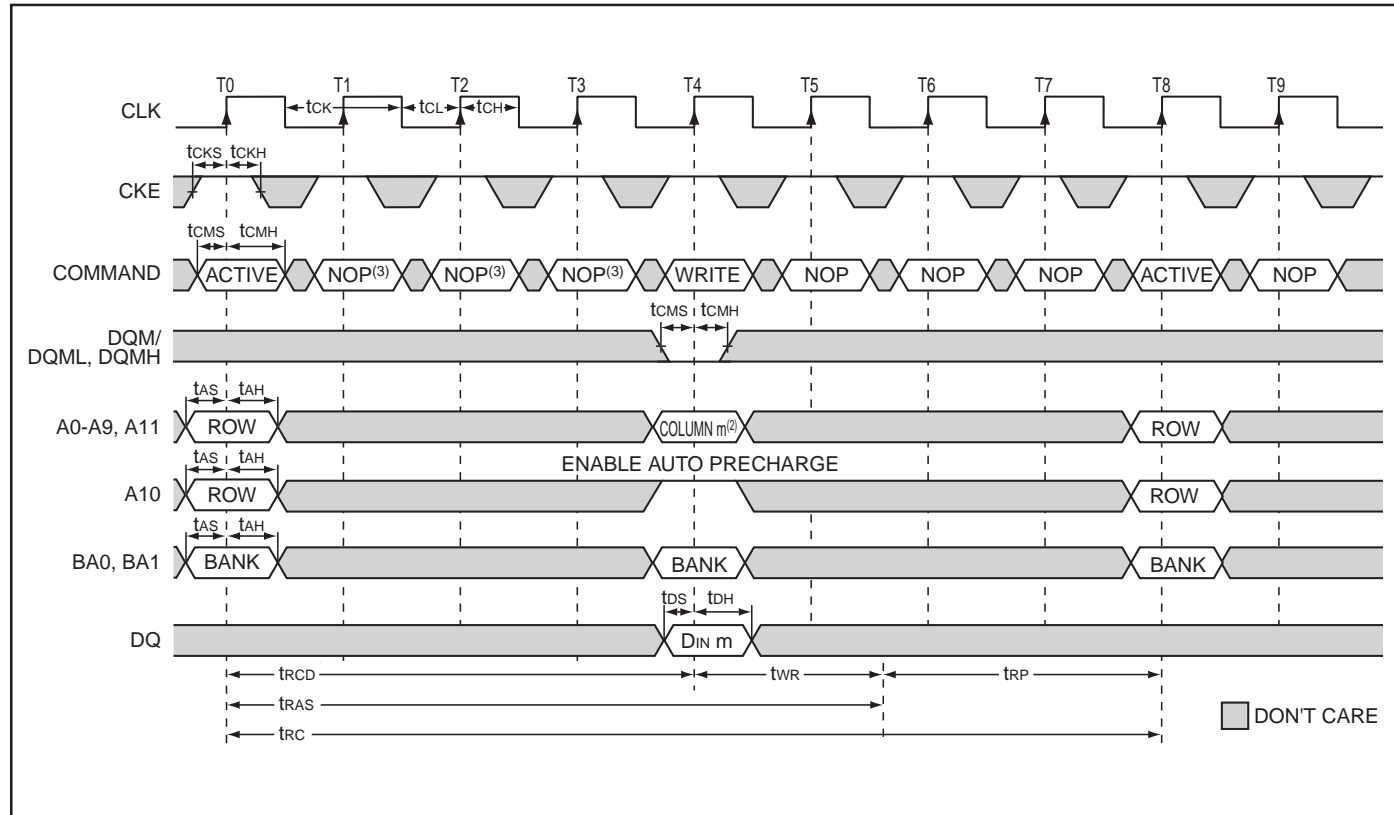 T0 T1 T2 T3 T4 T5 T6 T7 T8 T9
CLK tCK tCL tCH
tCKS tCKH
CKE
tCMS tCMH
COMMAND ACTIVE NOP(3) NOP(3) NOP(3) WRITE NOP NOP NOP ACTIVE NOP
tCMS tCMH
DQM/
DQML, DQMH
tAS tAH
A0-A9, A11 ROW COLUMN m(2) ROW
tAS tAH ENABLE AUTO PRECHARGE
A10 ROW ROW
tAS tAH
BA0, BA1 BANK BANK BANK
tDS tDH
DQ DIN m
tRCD tWR tRP
tRAS
DON'T CARE
tRC